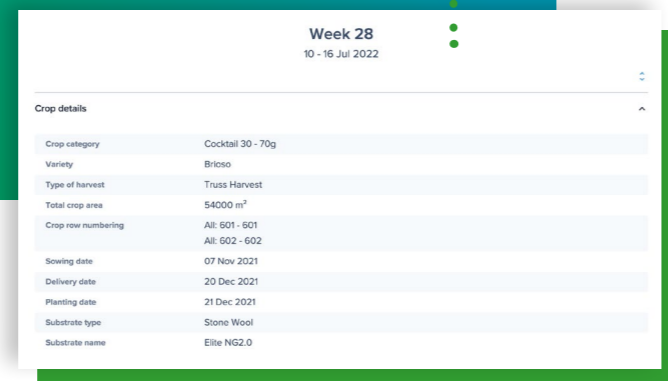 Week 28
10 - 16 Jul 2022
Crop details
Crop category Cocktail 30 - 70g
Variety Brioso
Type of harvest Truss Harvest
Total crop area 54000 m²
Crop row numbering All: 601 - 601
All: 602 - 602
Sowing date 07 Nov 2021
Delivery date 20 Dec 2021
Planting date 21 Dec 2021
Substrate type Stone Wool
Substrate name Elite NG2.0